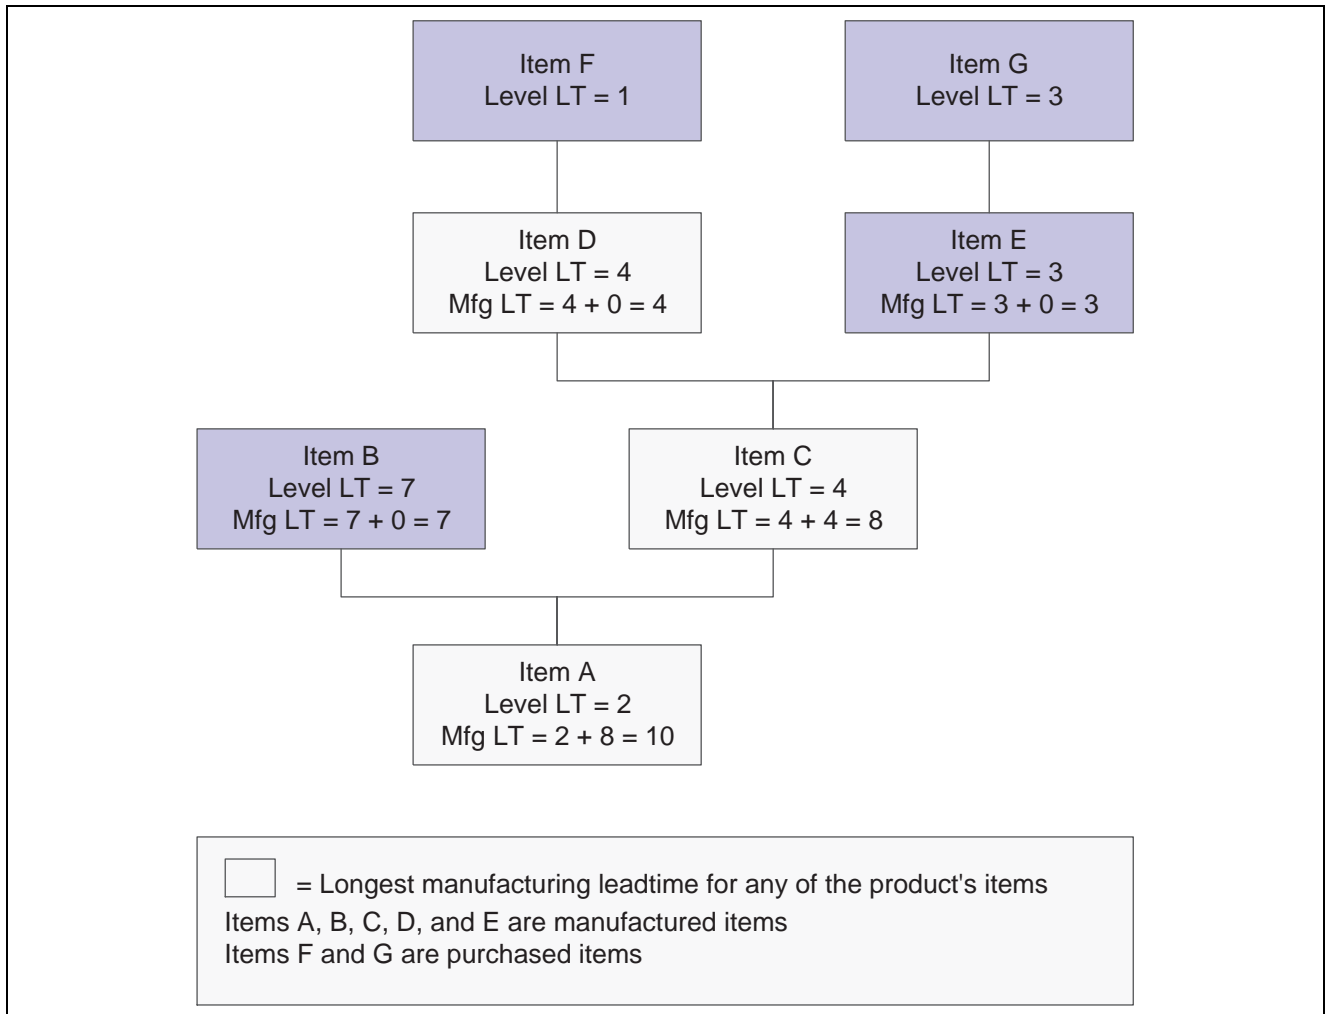 Item F
Level LT = 1
Item G
Level LT = 3
Item D
Level LT = 4
Mfg LT = 4 + 0 = 4
Item E
Level LT = 3
Mfg LT = 3 + 0 = 3
Item B
Level LT = 7
Mfg LT = 7 + 0 = 7
Item C
Level LT = 4
Mfg LT = 4 + 4 = 8
Item A
Level LT = 2
Mfg LT = 2 + 8 = 10
= Longest manufacturing leadtime for any of the product's items
Items A, B, C, D, and E are manufactured items
Items F and G are purchased items